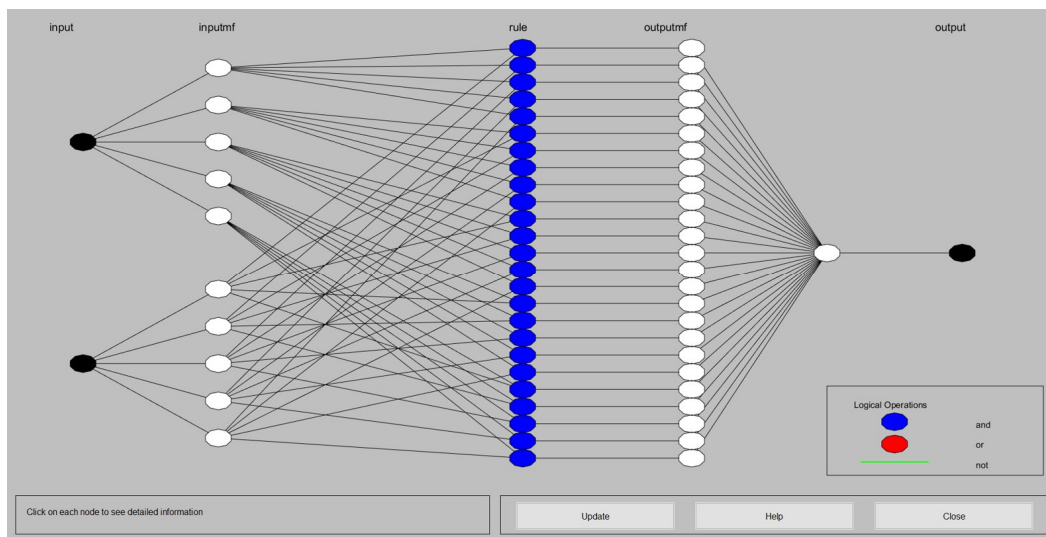 input inputmf rule outputmf output
Logical Operations
and
or
not
Click on each node to see detailed information
Update Help Close